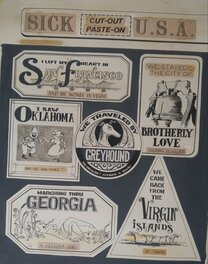 SICK
CUT-OUT
PASTE-ON
U.S.A.
I LEFT MY HEART IN
SAN FRANCISCO
AND MY MONEY IN VEGAS
WE STAYED IN
THE CITY OF
BROTHERLY
LOVE
I SAW
OKLAHOMA
WE TRAVELED BY
GREYHOUND
MARCHING THRU
GEORGIA
WE
CAME
BACK
FROM
THE
VIRGIN
ISLANDS